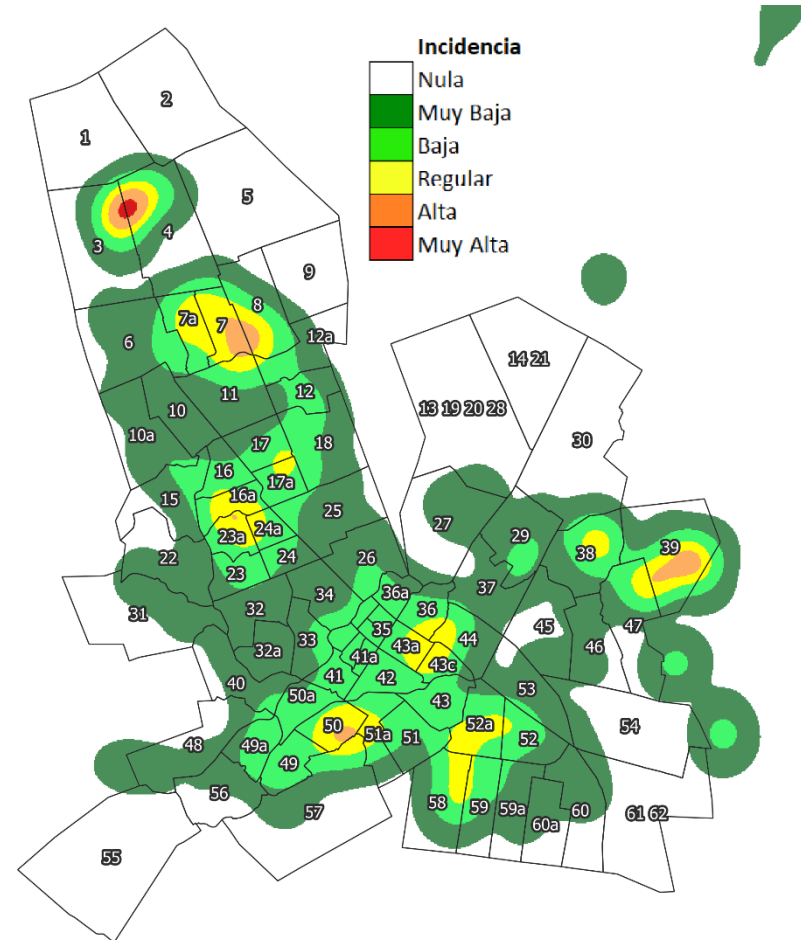 Incidencia
Nula
Muy Baja
Baja
Regular
Alta
Muy Alta
2
1
5
3
4
9
8
7a
7
6
12a
14 21
11
12
13 19 20 28
10
10a
17
18
30
16
17a
15
16a
25
27
23a
24a
29
38
39
22
24
26
23
37
34
36a
31
32
36
35
33
44
45
47
43a
46
32a
41a
43c
41
42
40
50a
43
53
50
52a
54
51a
51
52
48
49a
49
56
58
59
59a
60
57
60a
61 62
55